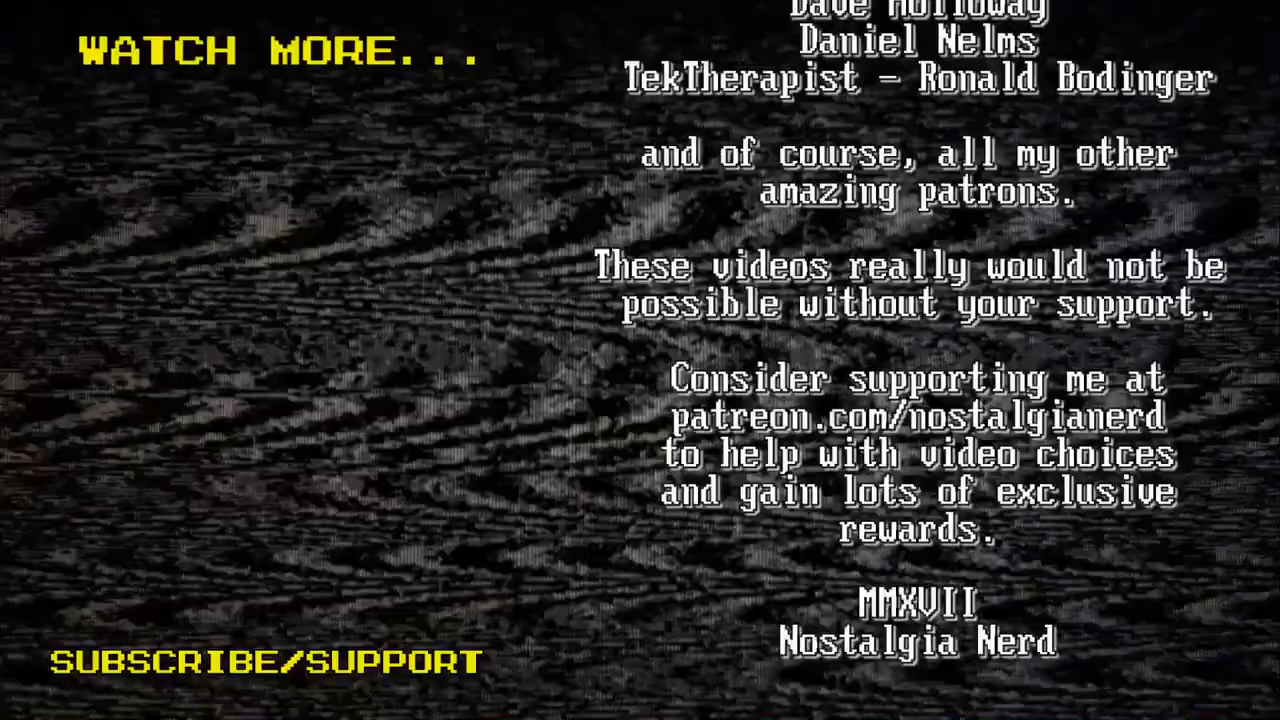 WATCH MORE...
Dave Holloway
Daniel Nelms
TekTherapist - Ronald Bodinger
and of course, all my other
amazing patrons.
These videos really would not be
possible without your support.
Consider supporting me at
patreon.com/nostalgianerd
to help with video choices
and gain lots of exclusive
rewards.
MMXVII
Nostalgia Nerd
SUBSCRIBE/SUPPORT